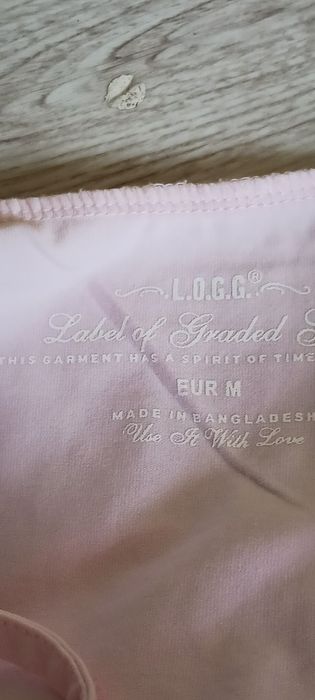 L.O.G.G.®
Label of Graded
THIS GARMENT HAS A SPIRIT OF TIME
EUR M
MADE IN BANGLADESH
Use It With Love